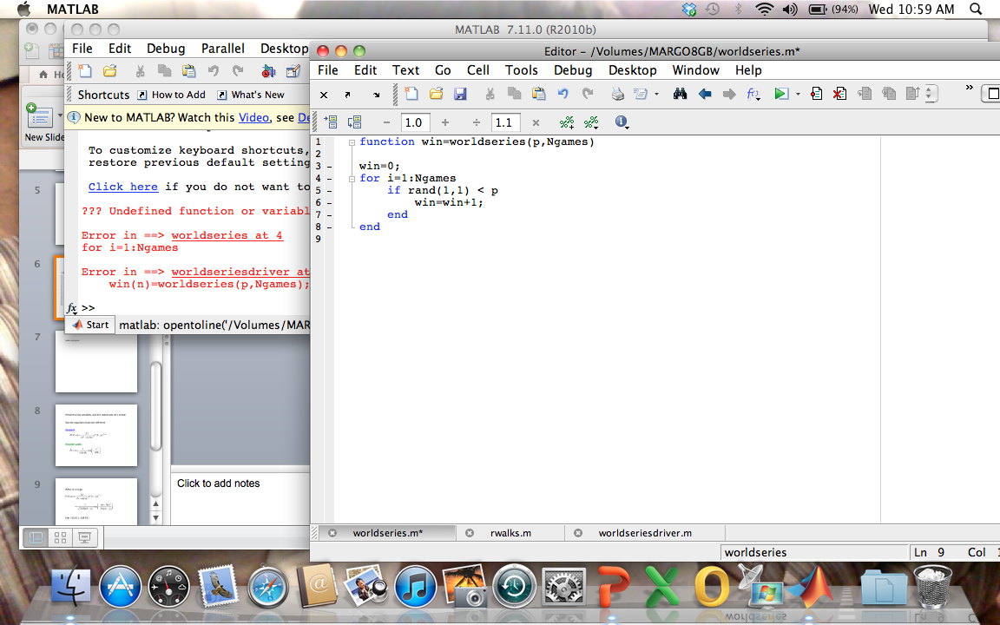 MATLAB
(94%) Wed 10:59 AM
MATLAB 7.11.0 (R2010b)
File Edit Debug Parallel Desktop
Shortcuts How to Add What's New
New to MATLAB? Watch this Video, see De
New Slide
To customize keyboard shortcuts,
restore previous default setting
Click here if you do not want to
??? Undefined function or variabl
Error in ==> worldseries at 4
for i=1:Ngames
Error in ==> worldseriesdriver at
win(n)=worldseries(p,Ngames);
fx >>
Start matlab: opentoline('/Volumes/MAR
5
6
7
8
9
Click to add notes
Editor - /Volumes/MARGO8GB/worldseries.m*
File Edit Text Go Cell Tools Debug Desktop Window Help
- 1.0 + ÷ 1.1 ×
1 function win=worldseries(p,Ngames)
2
3 - win=0;
4 - for i=1:Ngames
5 - if rand(1,1) < p
6 - win=win+1;
7 - end
8 - end
9
worldseries.m* rwalks.m worldseriesdriver.m
worldseries Ln 9 Col 1